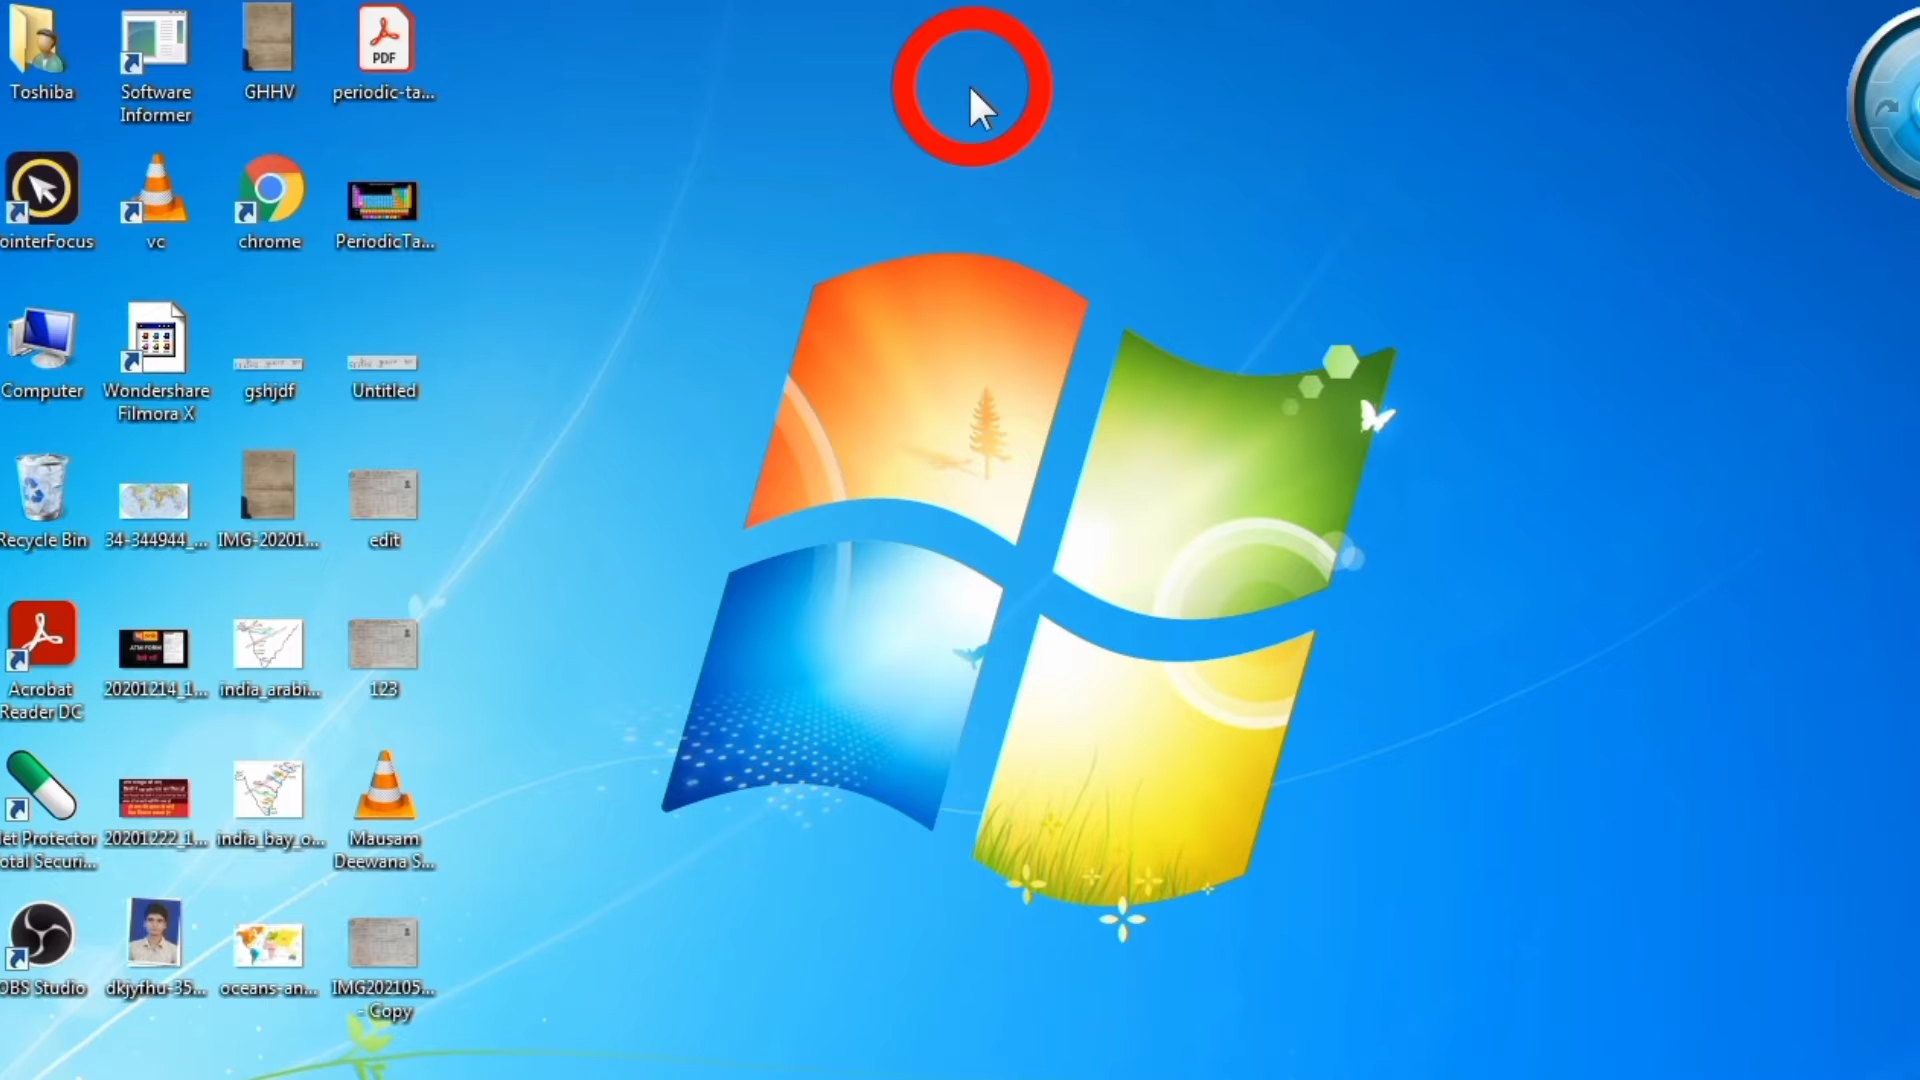 Toshiba
Software
Informer
GHHV
PDF
periodic-ta...
ointerFocus
vc
chrome
PeriodicTa...
Computer
Wondershare
Filmora X
gshjdf
Untitled
Recycle Bin
34-344944_...
IMG-20201...
edit
Acrobat
Reader DC
20201214_1...
india_arabi...
123
let Protector
otal Securi...
20201222_1...
india_bay_o...
Mausam
Deewana S...
OBS Studio
dkjyfhu-35...
oceans-an...
IMG202105...
- Copy